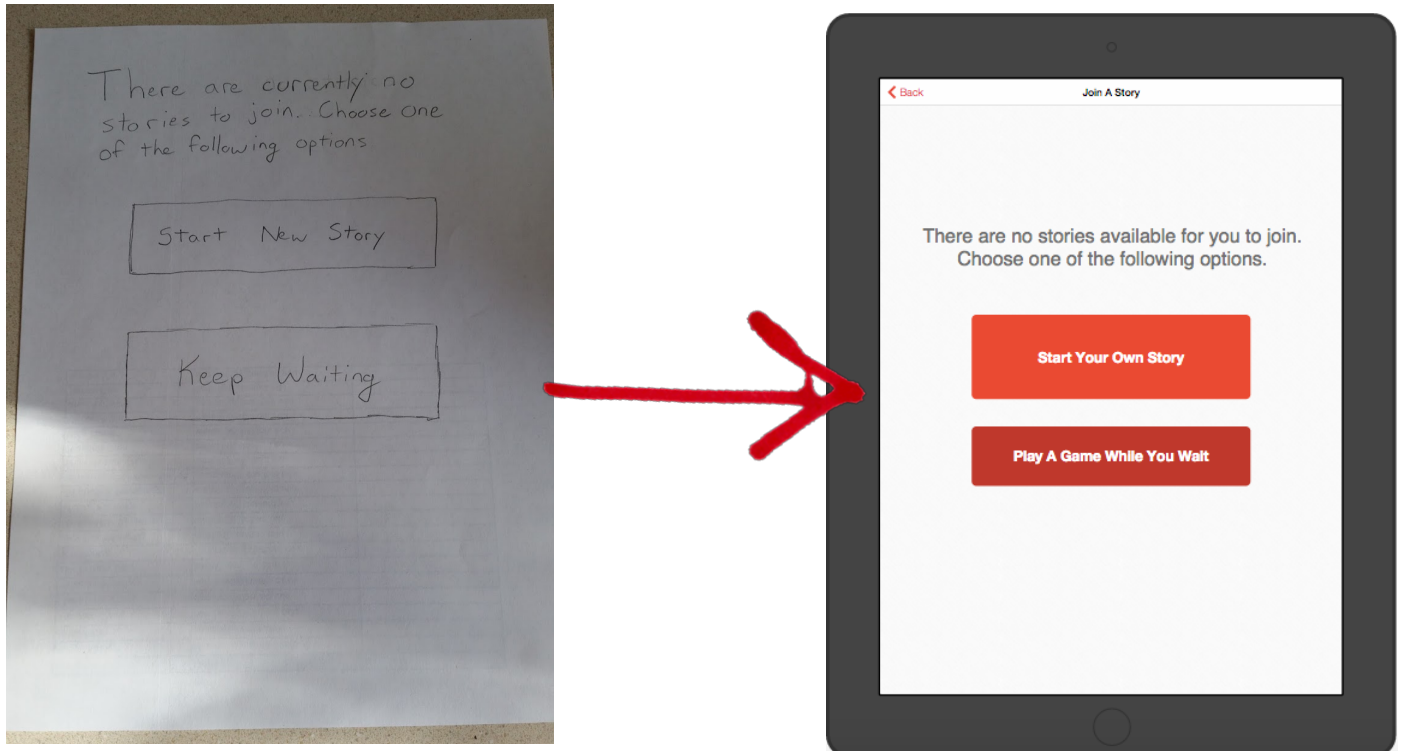 There are currently no
stories to join. Choose one
of the following options
Start New Story
Keep Waiting
Back
Join A Story
There are no stories available for you to join.
Choose one of the following options.
Start Your Own Story
Play A Game While You Wait